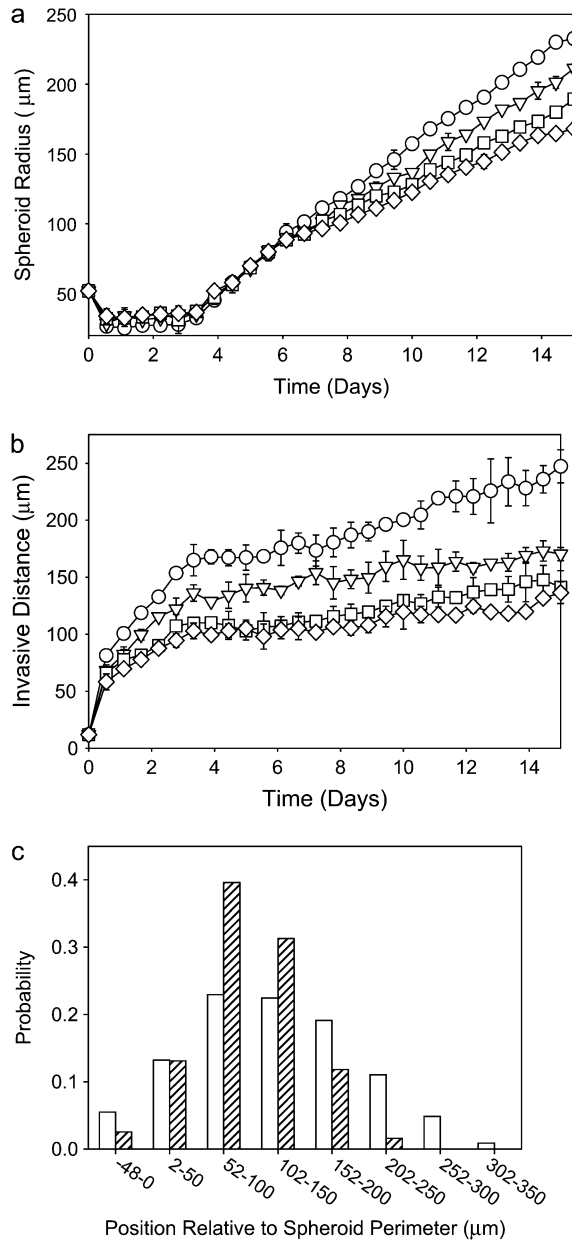 a
250
200
150
100
50
Spheroid Radius ( μm)
0 2 4 6 8 10 12 14
Time (Days)
b
250
200
150
100
50
0
Invasive Distance (μm)
0 2 4 6 8 10 12 14
Time (Days)
c
0.4
0.3
0.2
0.1
0.0
Probability
-48-0
2-50
52-100
102-150
152-200
202-250
252-300
302-350
Position Relative to Spheroid Perimeter (μm)